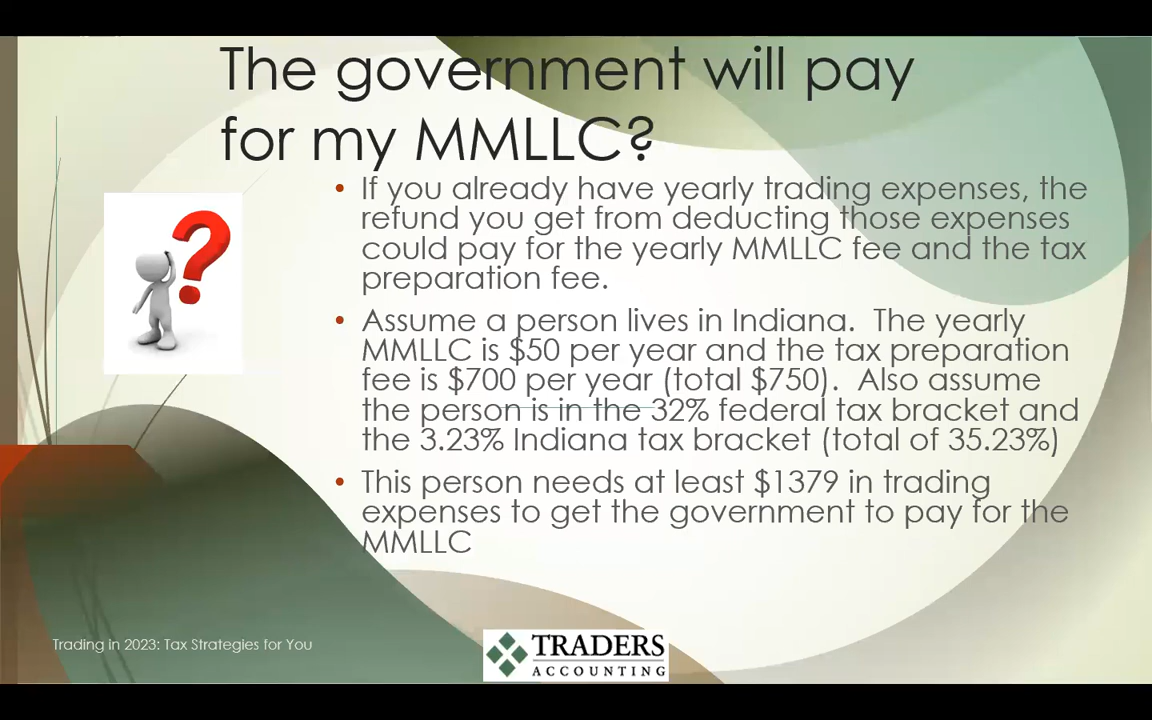 The government will pay
for my MMLLC?
• If you already have yearly trading expenses, the
refund you get from deducting those expenses
could pay for the yearly MMLLC fee and the tax
preparation fee.
• Assume a person lives in Indiana.  The yearly
MMLLC is $50 per year and the tax preparation
fee is $700 per year (total $750).  Also assume
the person is in the 32% federal tax bracket and
the 3.23% Indiana tax bracket (total of 35.23%)
• This person needs at least $1379 in trading
expenses to get the government to pay for the
MMLLC
Trading in 2023: Tax Strategies for You
TRADERS
ACCOUNTING